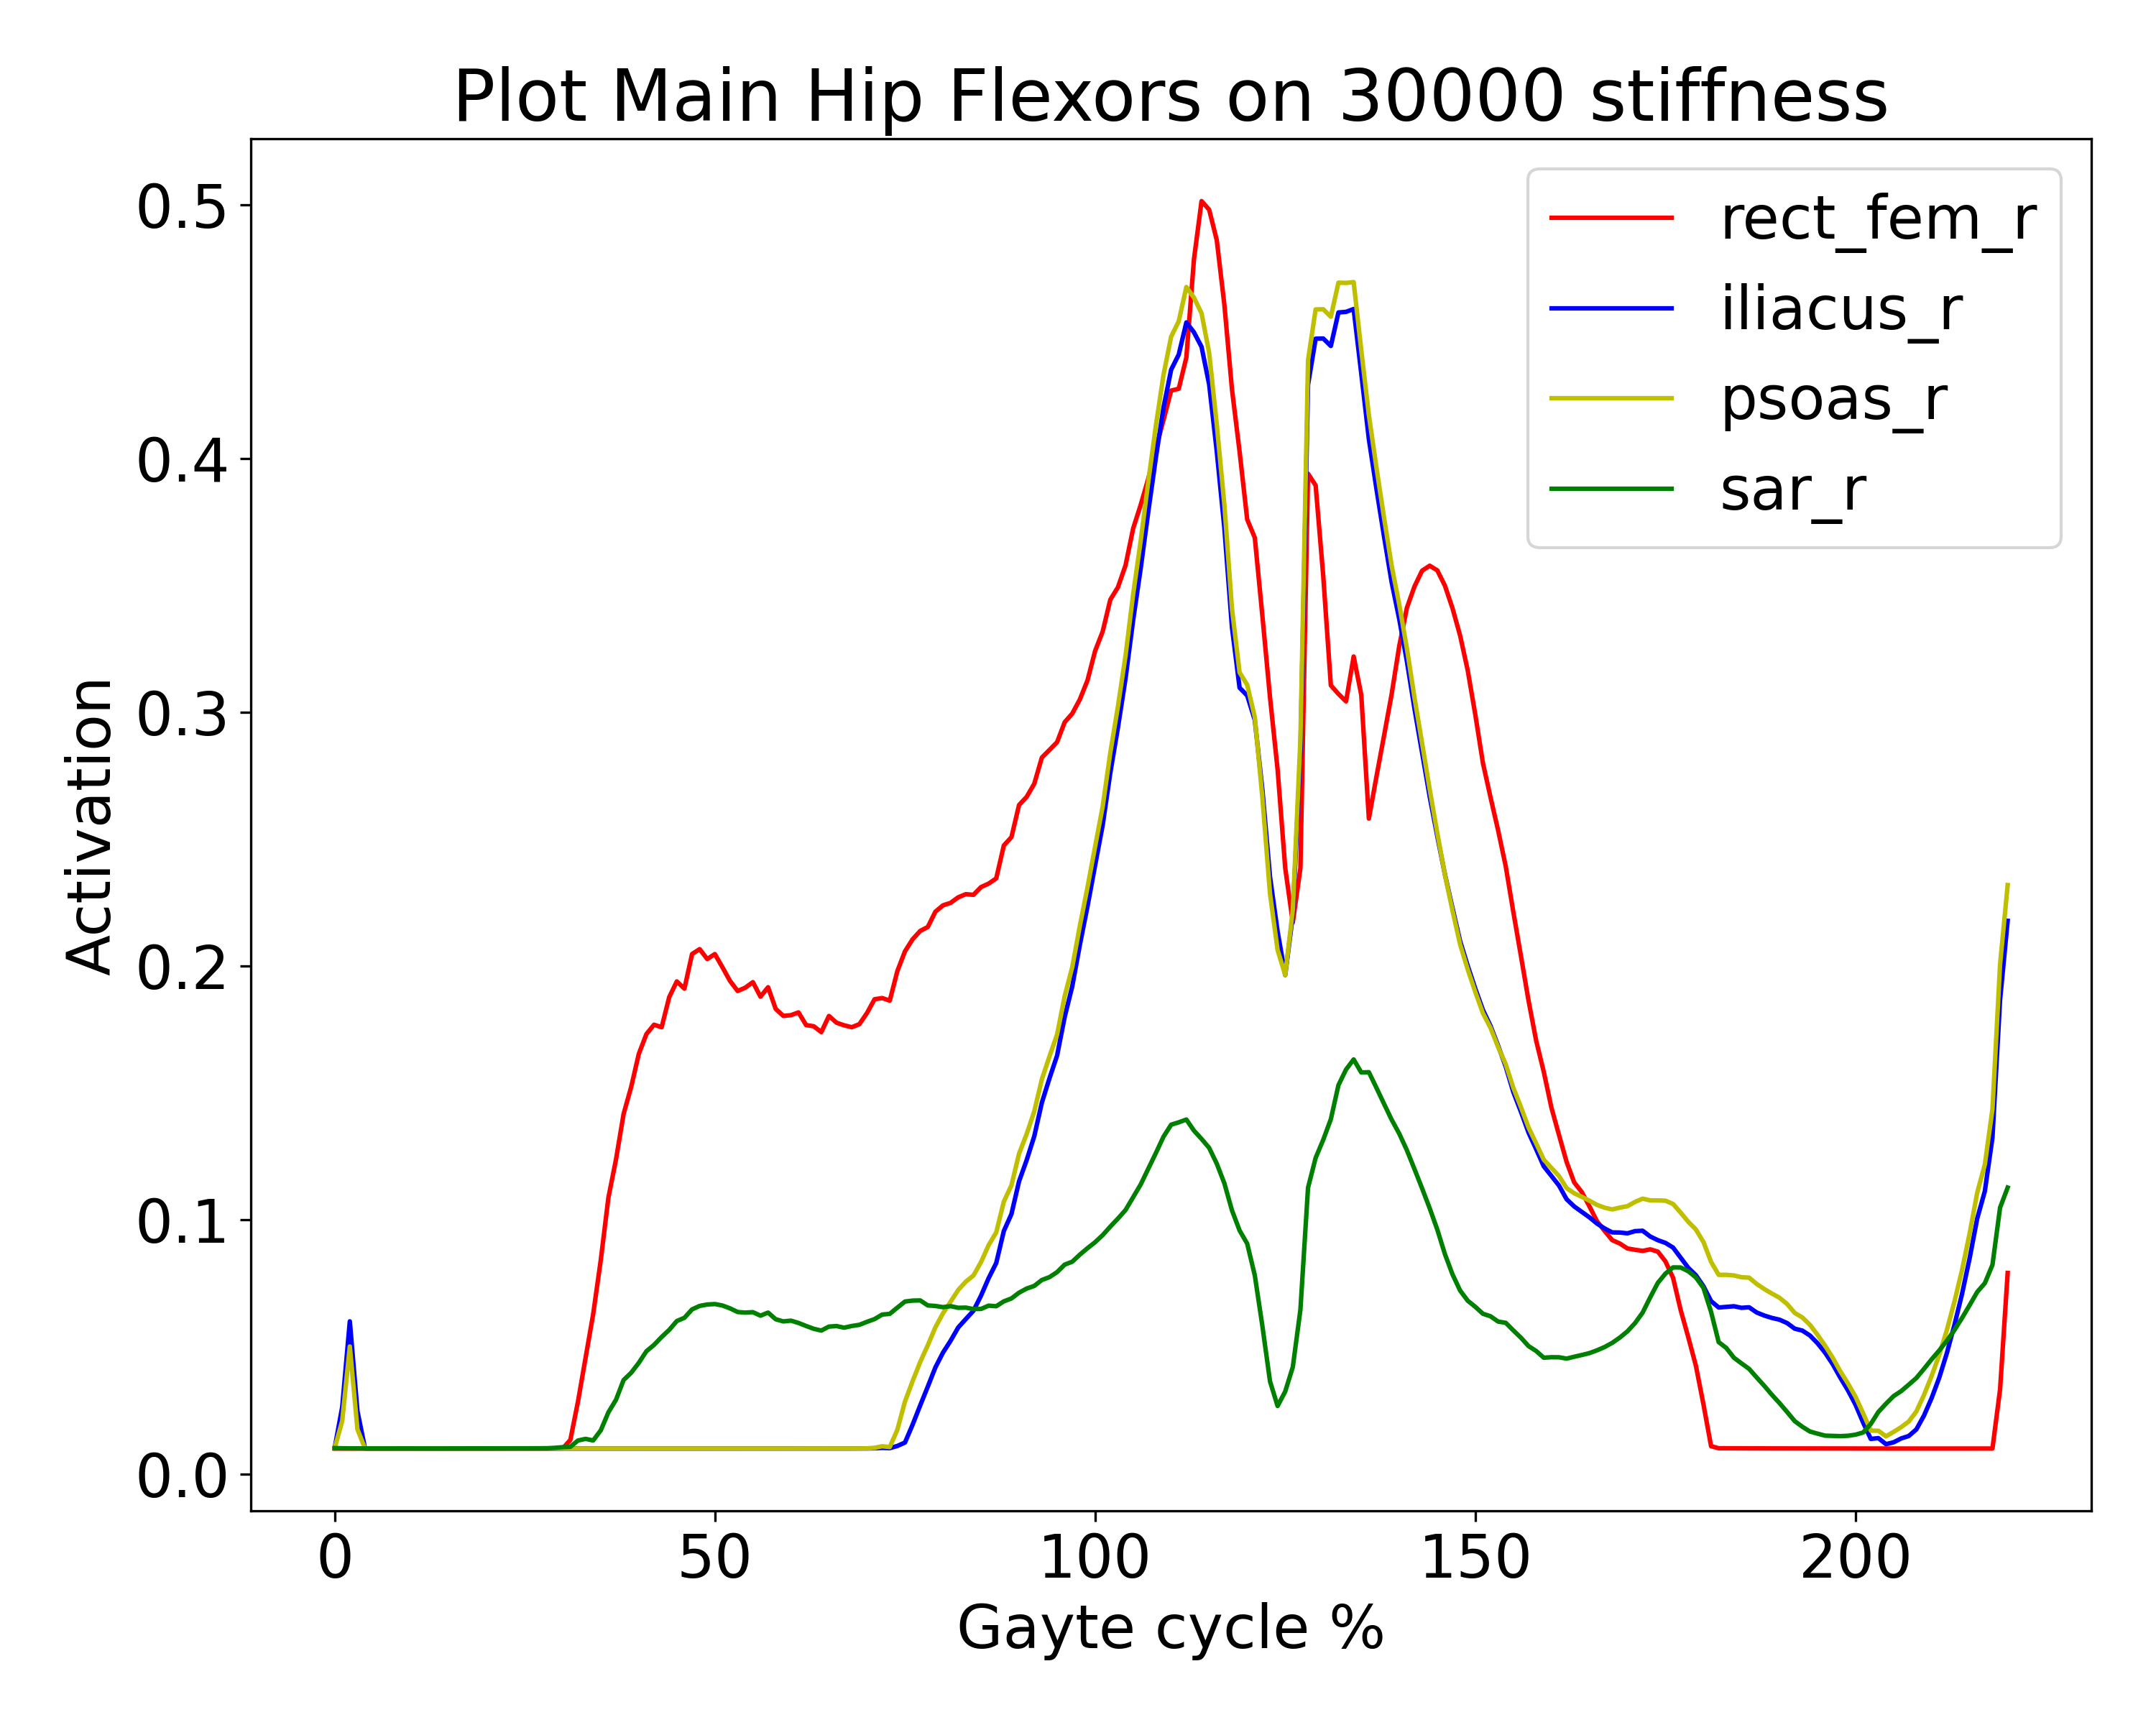 Plot Main Hip Flexors on 30000 stiffness
rect_fem_r
iliacus_r
psoas_r
sar_r
0.5
0.4
0.3
0.2
0.1
0.0
Activation
0 50 100 150 200
Gayte cycle %